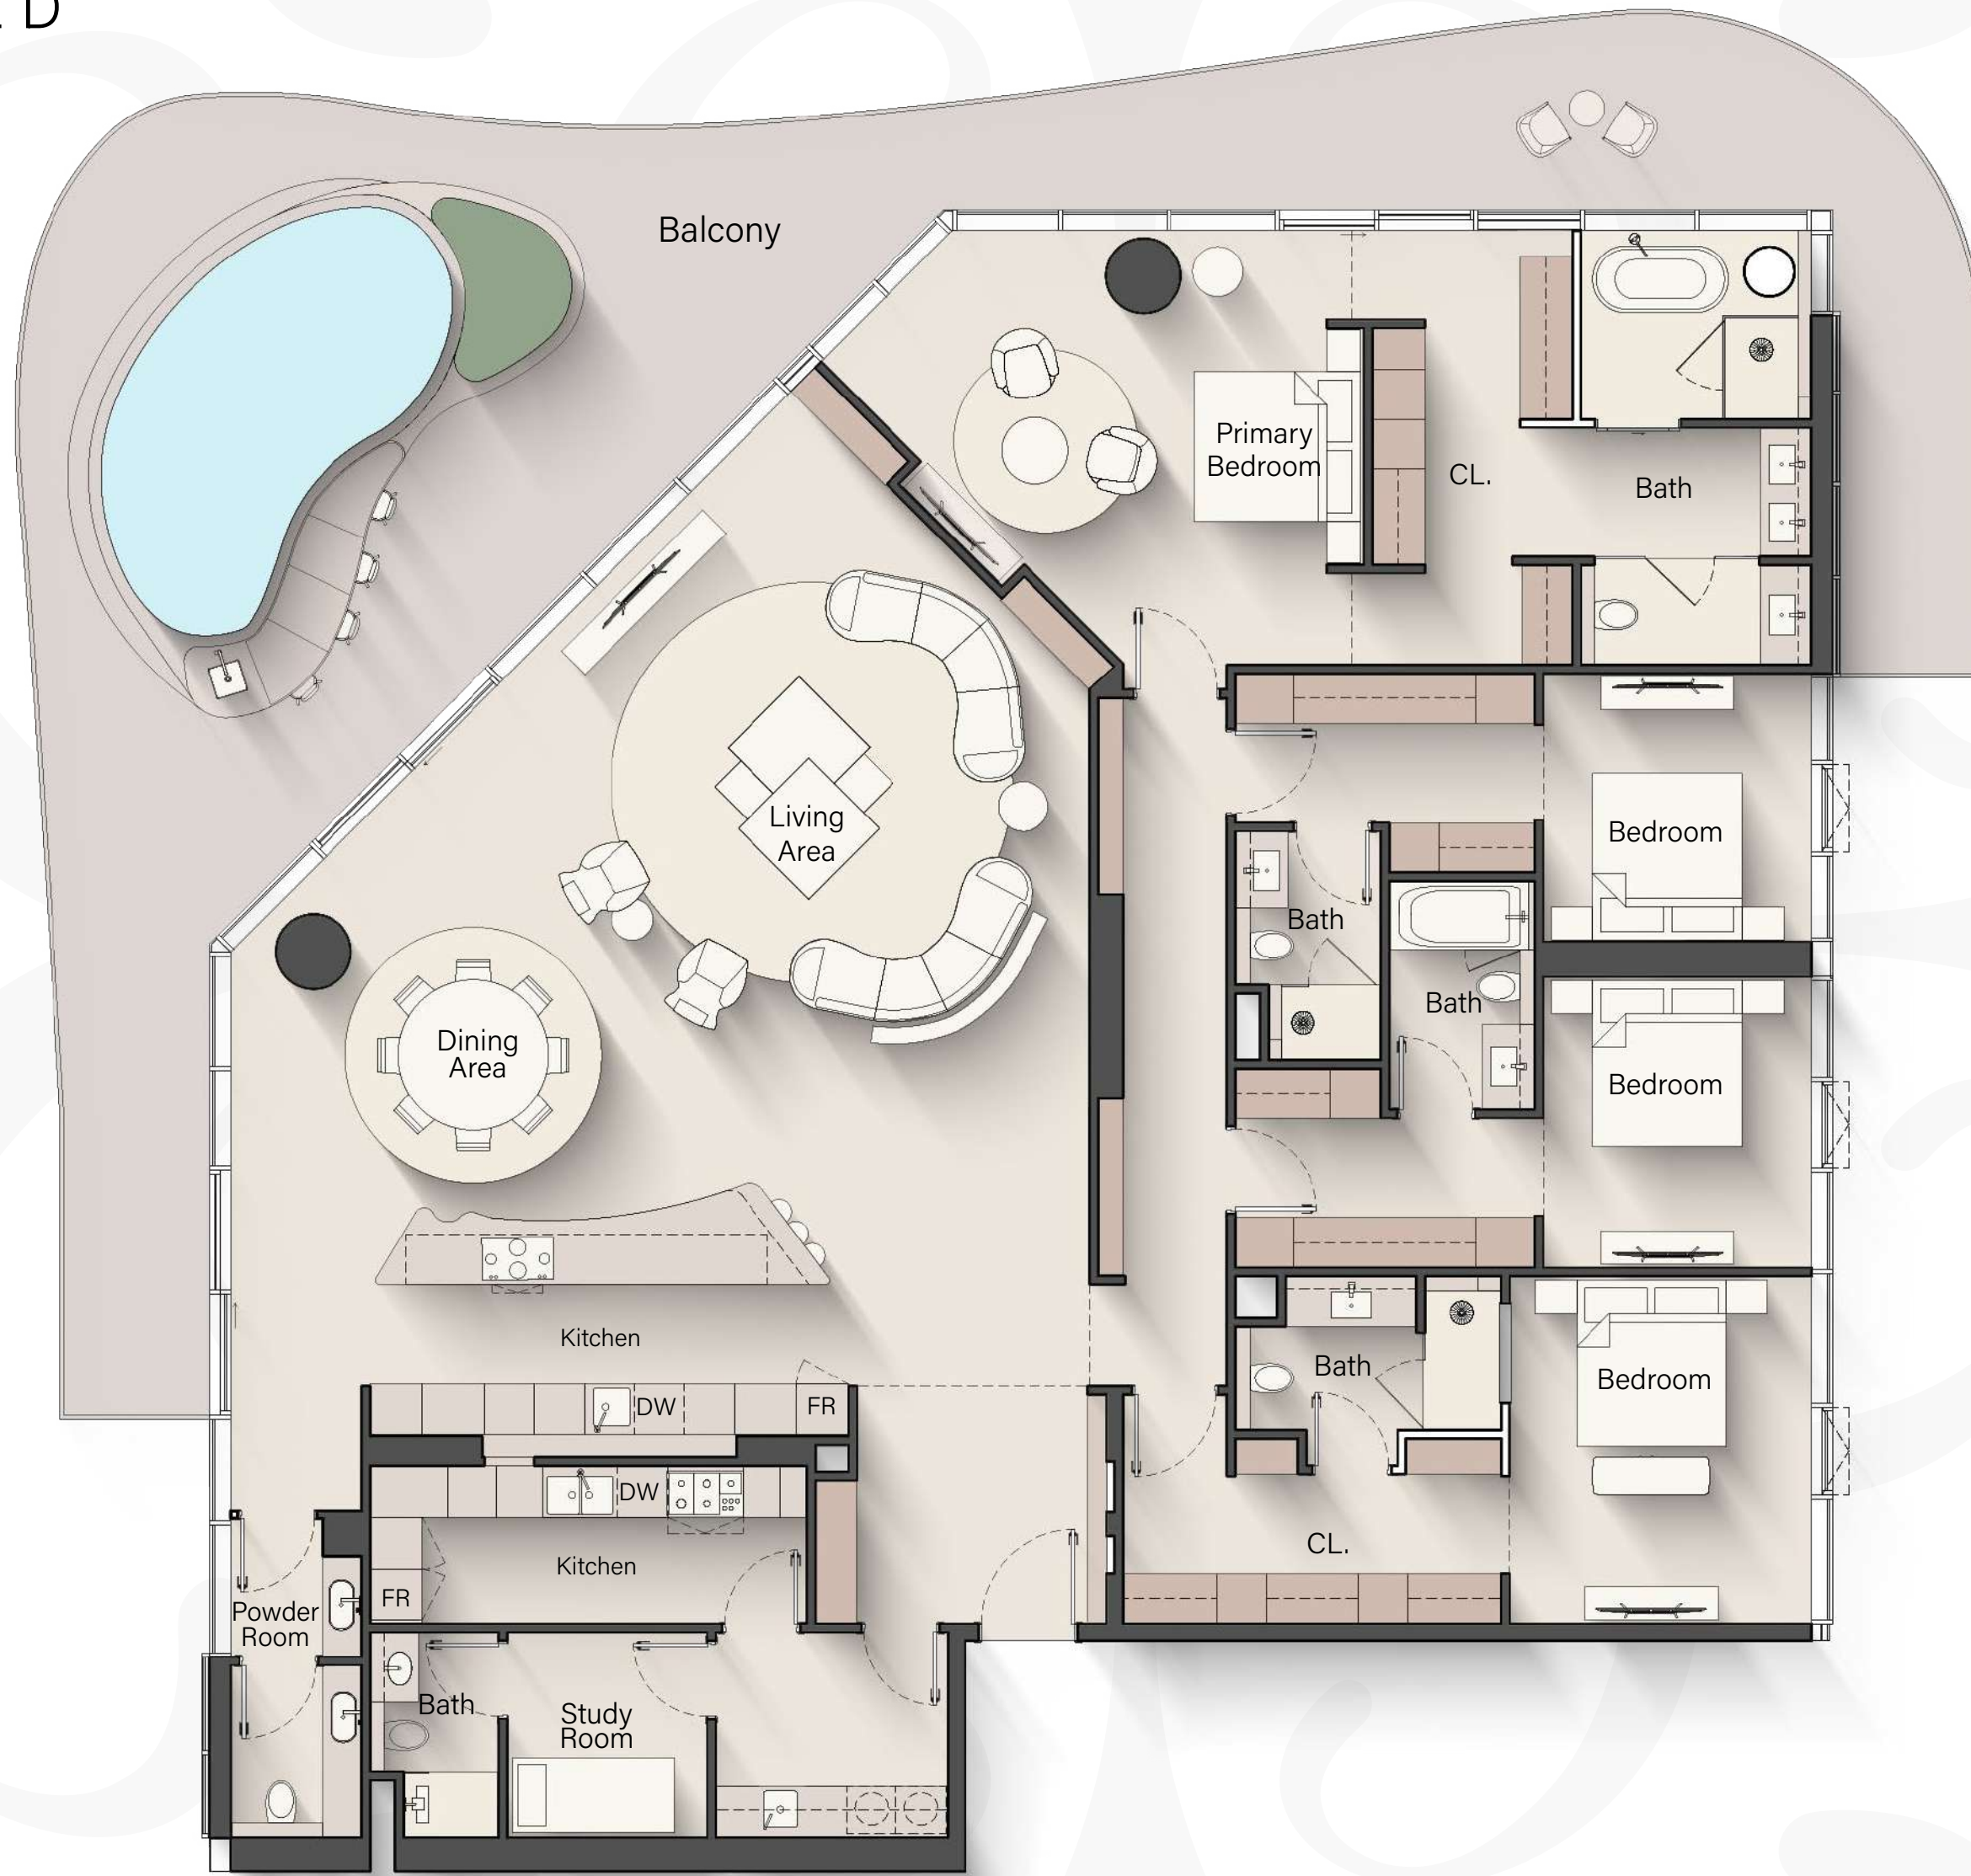 D
Balcony
Primary
Bedroom
CL.
Bath
Living
Area
Bedroom
Bath
Bath
Dining
Area
Bedroom
Kitchen
Bath
Bedroom
DW
FR
DW
Kitchen
CL.
FR
Powder
Room
Bath
Study
Room